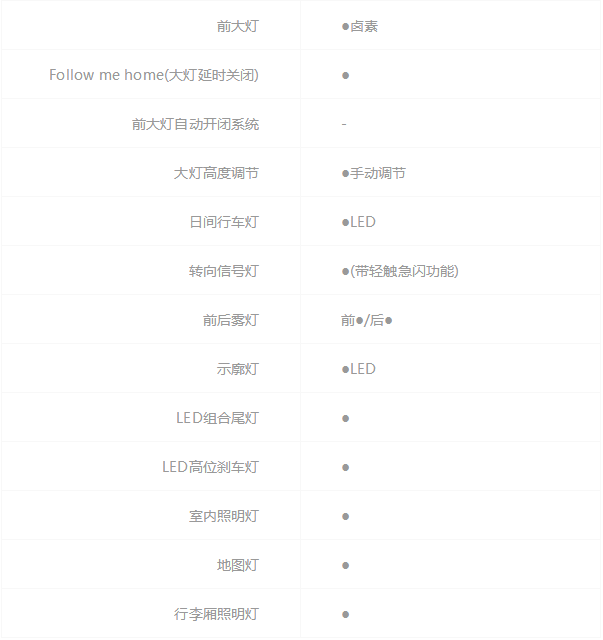 前大灯 ●卤素
Follow me home(大灯延时关闭) ●
前大灯自动开闭系统 -
大灯高度调节 ●手动调节
日间行车灯 ●LED
转向信号灯 ●(带轻触急闪功能)
前后雾灯 前●/后●
示廓灯 ●LED
LED组合尾灯 ●
LED高位刹车灯 ●
室内照明灯 ●
地图灯 ●
行李厢照明灯 ●